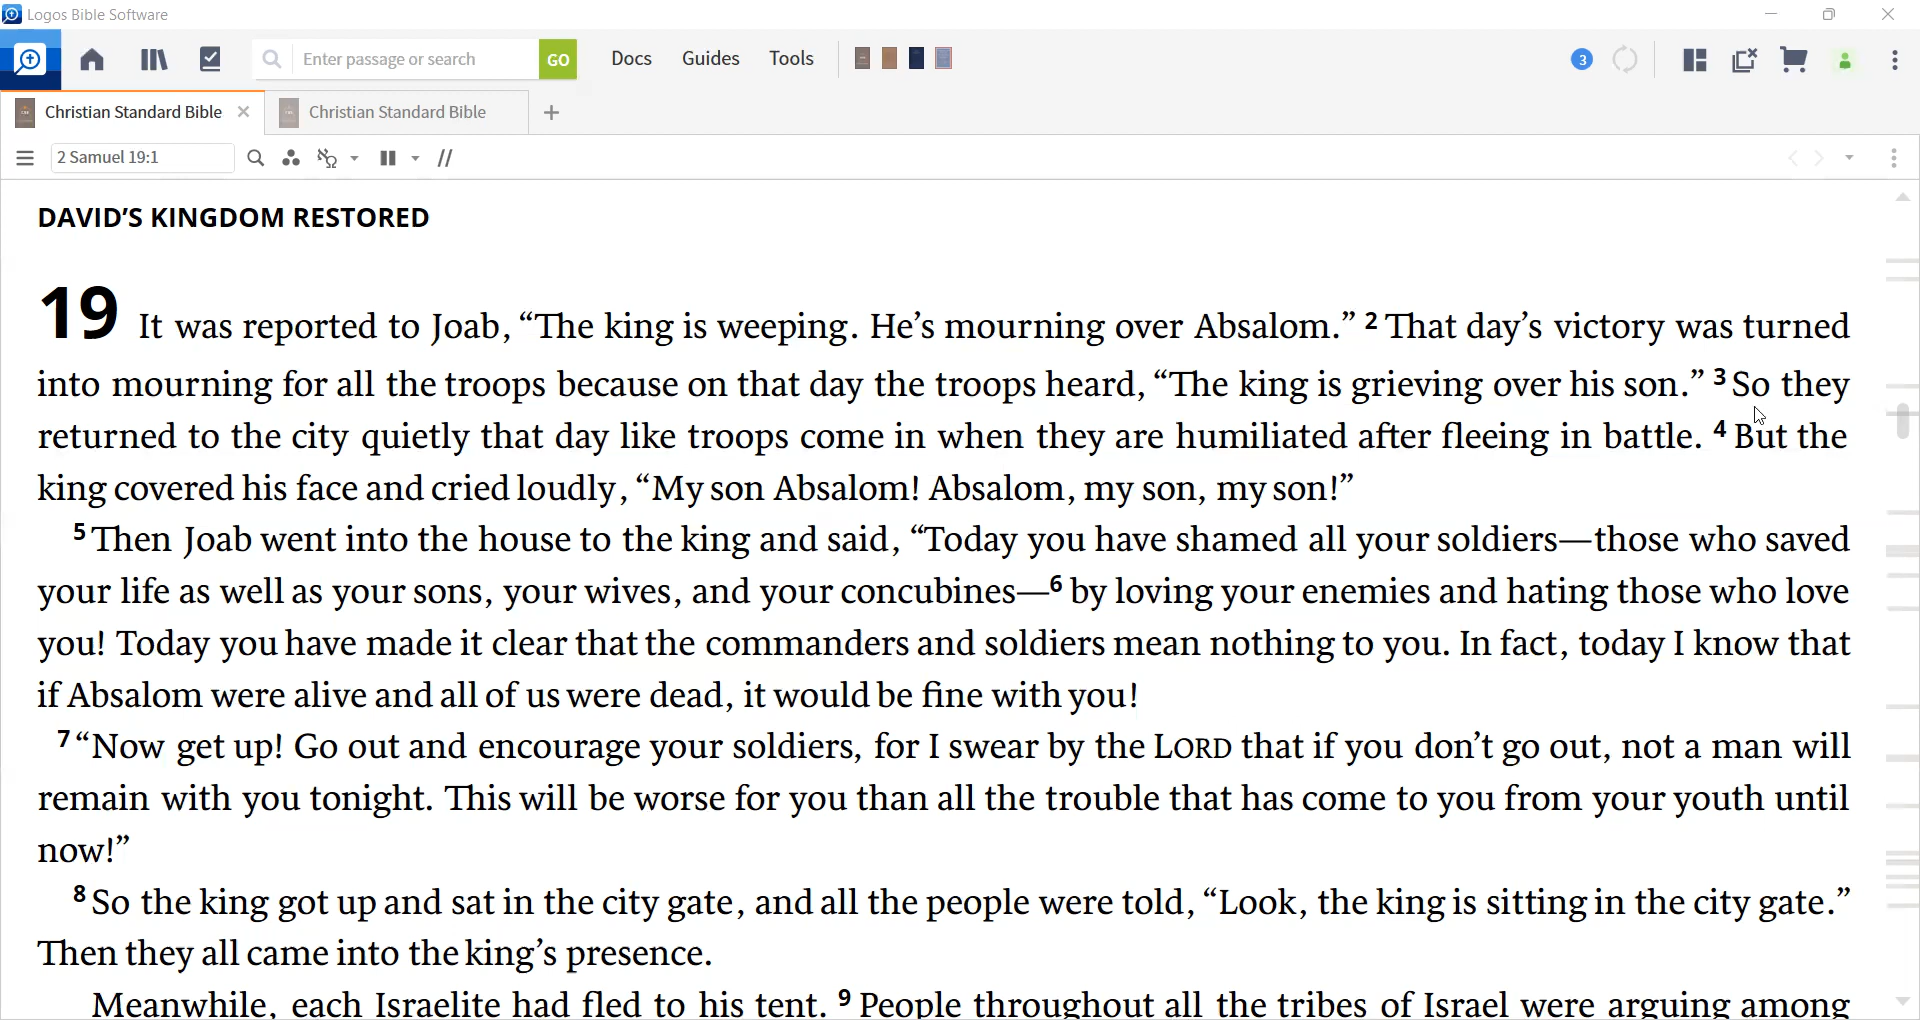 Logos Bible Software
Enter passage or search
GO
Docs
Guides
Tools
3
Christian Standard Bible
Christian Standard Bible
2 Samuel 19:1
DAVID’S KINGDOM RESTORED
19 It was reported to Joab, “The king is weeping. He’s mourning over Absalom.” 2 That day’s victory was turned
into mourning for all the troops because on that day the troops heard, “The king is grieving over his son.” 3 So they
returned to the city quietly that day like troops come in when they are humiliated after fleeing in battle. 4 But the
king covered his face and cried loudly, “My son Absalom! Absalom, my son, my son!”
5 Then Joab went into the house to the king and said, “Today you have shamed all your soldiers—those who saved
your life as well as your sons, your wives, and your concubines—6 by loving your enemies and hating those who love
you! Today you have made it clear that the commanders and soldiers mean nothing to you. In fact, today I know that
if Absalom were alive and all of us were dead, it would be fine with you!
7 “Now get up! Go out and encourage your soldiers, for I swear by the LORD that if you don’t go out, not a man will
remain with you tonight. This will be worse for you than all the trouble that has come to you from your youth until
now!”
8 So the king got up and sat in the city gate, and all the people were told, “Look, the king is sitting in the city gate.”
Then they all came into the king’s presence.
Meanwhile, each Israelite had fled to his tent. 9 People throughout all the tribes of Israel were arguing among